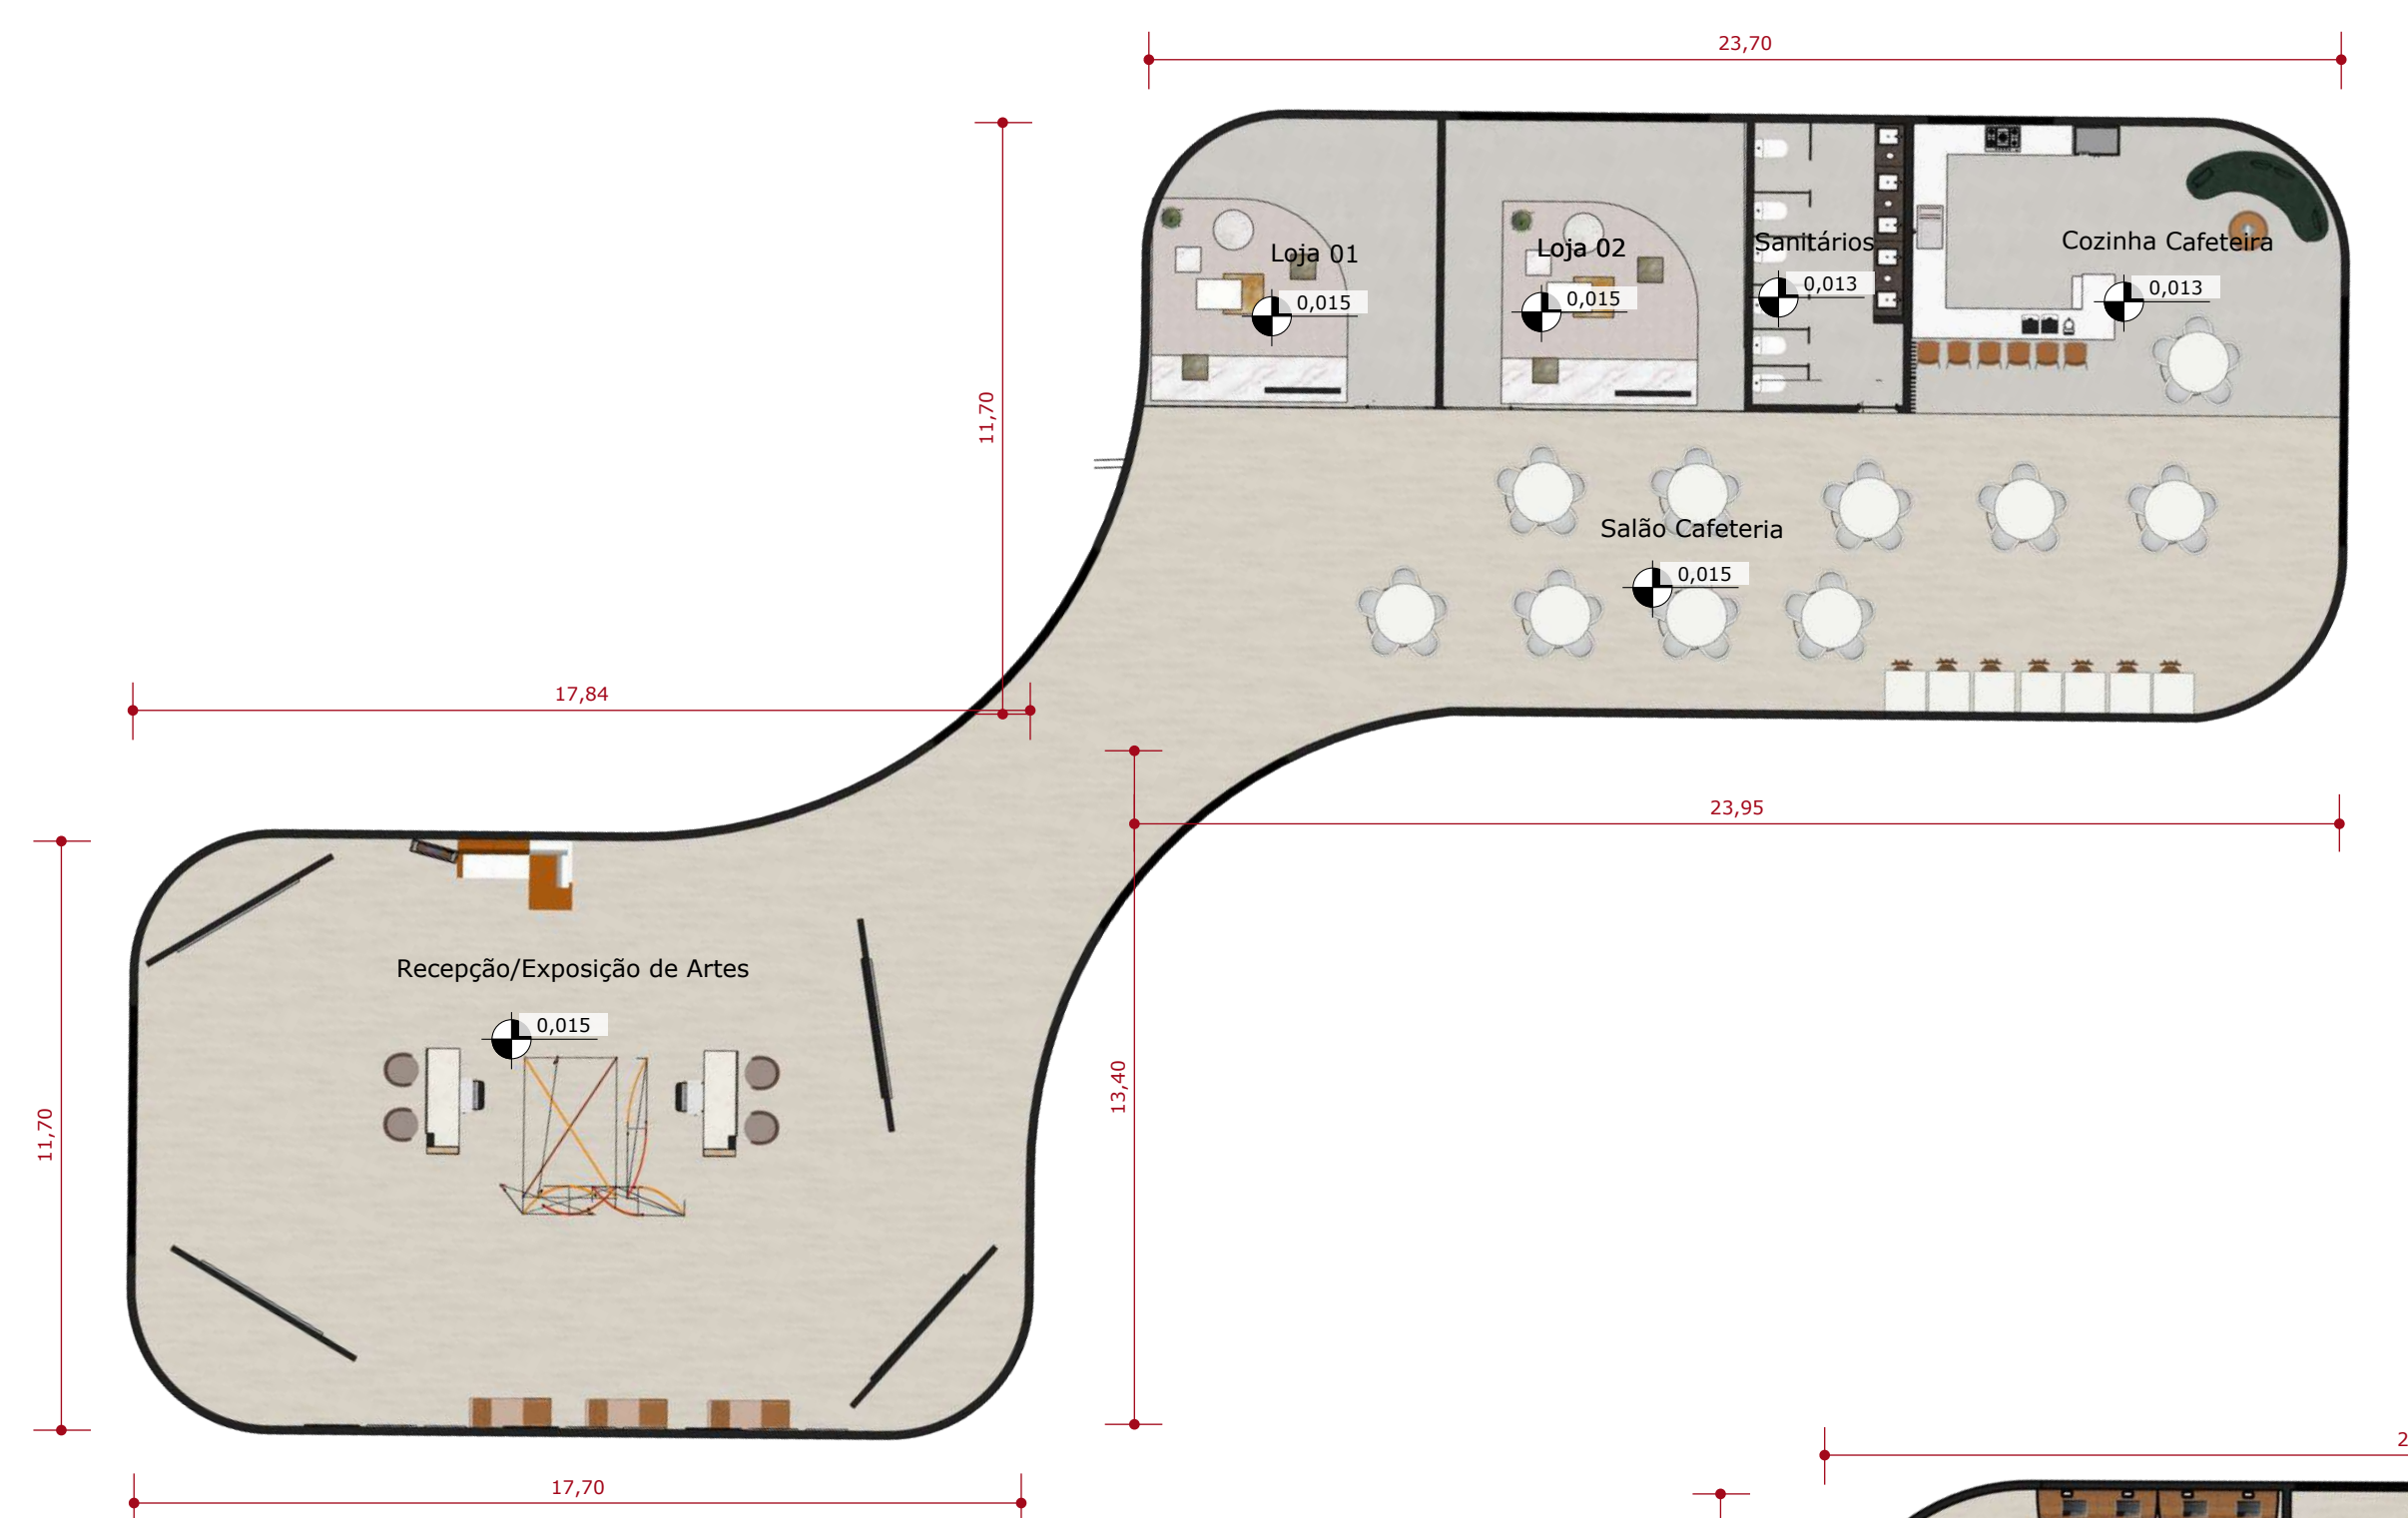 23,70
11,70
Loja 01
0,015
Loja 02
0,015
Sanitários
0,013
Cozinha Cafeteira
0,013
Salão Cafeteria
0,015
17,84
23,95
Recepção/Exposição de Artes
0,015
11,70
13,40
17,70
2